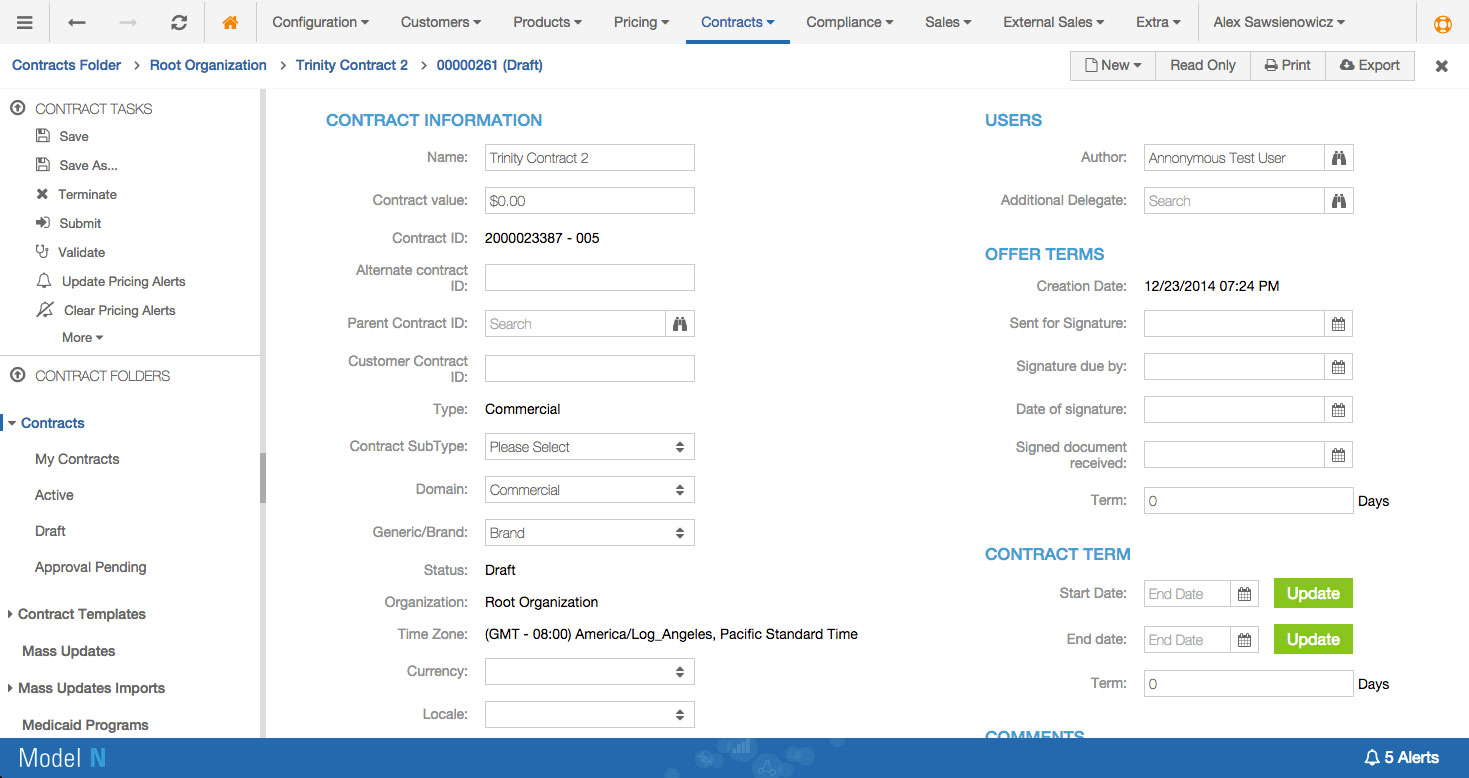 Configuration Customers Products Pricing Contracts Compliance Sales External Sales Extra Alex Sawsienowicz
Contracts Folder > Root Organization > Trinity Contract 2 > 00000261 (Draft)
New Read Only Print Export
CONTRACT TASKS
Save
Save As...
Terminate
Submit
Validate
Update Pricing Alerts
Clear Pricing Alerts
More
CONTRACT FOLDERS
Contracts
My Contracts
Active
Draft
Approval Pending
Contract Templates
Mass Updates
Mass Updates Imports
Medicaid Programs
CONTRACT INFORMATION
Name: Trinity Contract 2
Contract value: $0.00
Contract ID: 2000023387 - 005
Alternate contract
ID:
Parent Contract ID: Search
Customer Contract
ID:
Type: Commercial
Contract SubType: Please Select
Domain: Commercial
Generic/Brand: Brand
Status: Draft
Organization: Root Organization
Time Zone: (GMT - 08:00) America/Log_Angeles, Pacific Standard Time
Currency:
Locale:
USERS
Author: Annonymous Test User
Additional Delegate: Search
OFFER TERMS
Creation Date: 12/23/2014 07:24 PM
Sent for Signature:
Signature due by:
Date of signature:
Signed document
received:
Term: 0 Days
CONTRACT TERM
Start Date: End Date Update
End date: End Date Update
Term: 0 Days
COMMENTS
Model N
5 Alerts